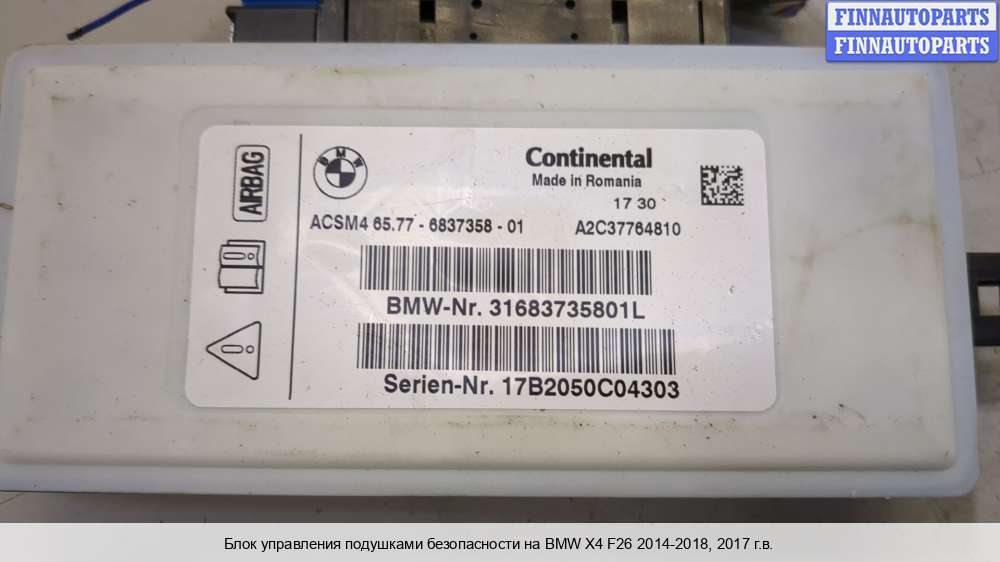 FINNAUTOPARTS
FINNAUTOPARTS
AIRBAG
BMW
Continental
Made in Romania
17 30
ACSM4 65.77 - 6837358 - 01 A2C37764810
BMW-Nr. 31683735801L
Serien-Nr. 17B2050C04303
Блок управления подушками безопасности на BMW X4 F26 2014-2018, 2017 г.в.